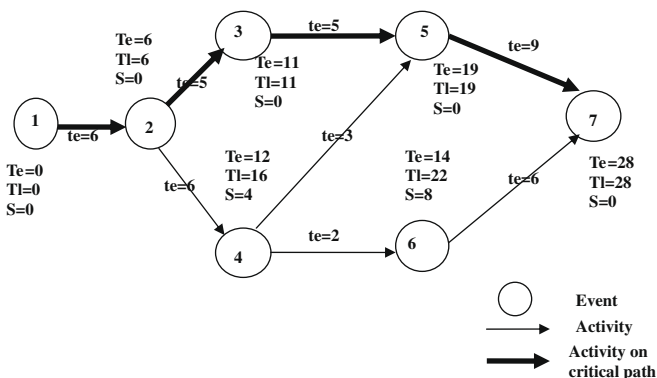 3
te=5
5
Te=6
Tl=6
S=0
te=5
Te=11
Tl=11
S=0
te=9
Te=19
Tl=19
S=0
1
te=6
2
7
Te=0
Tl=0
S=0
te=3
Te=12
Tl=16
S=4
te=6
Te=14
Tl=22
S=8
te=6
Te=28
Tl=28
S=0
4
te=2
6
Event
Activity
Activity on
critical path